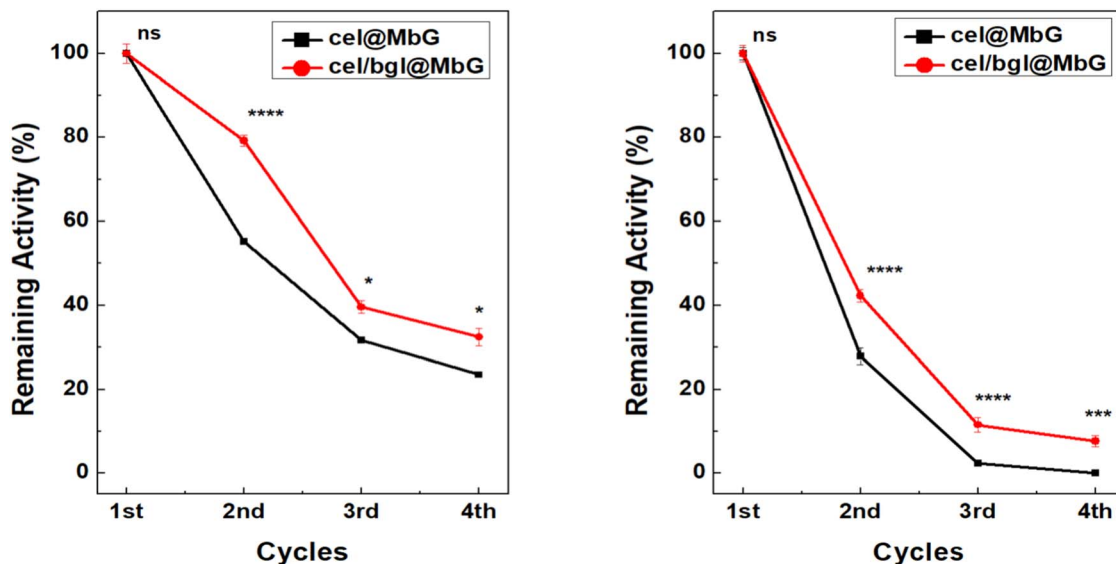 cel@MbG
cel/bgl@MbG
ns
****
*
*
100
80
60
40
20
0
Remaining Activity (%)
1st 2nd 3rd 4th
Cycles
cel@MbG
cel/bgl@MbG
ns
****
****
***
100
80
60
40
20
0
Remaining Activity (%)
1st 2nd 3rd 4th
Cycles